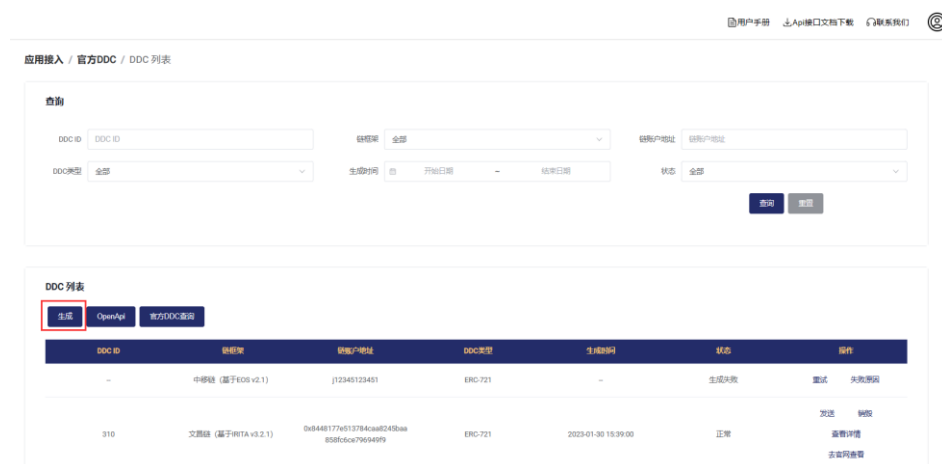 用户手册 Api接口文档下载 联系我们
应用接入 / 官方DDC / DDC 列表
查询
DDC ID DDC ID 链框架 全部 链账户地址 链账户地址
DDC类型 全部 生成时间 开始日期 ~ 结束日期 状态 全部
查询 重置
DDC 列表
生成 OpenApi 官方DDC查询
DDC ID 链框架 链账户地址 DDC类型 生成时间 状态 操作
-- 中移链（基于EOS v2.1） j12345123451 ERC-721 -- 生成失败 重试 失败原因
310 文昌链（基于IRITA v3.2.1） 0x8448177e513784caa8245baa
858fc6ce796949f9 ERC-721 2023-01-30 15:39:00 正常 发送 销毁
查看详情
去官网查看